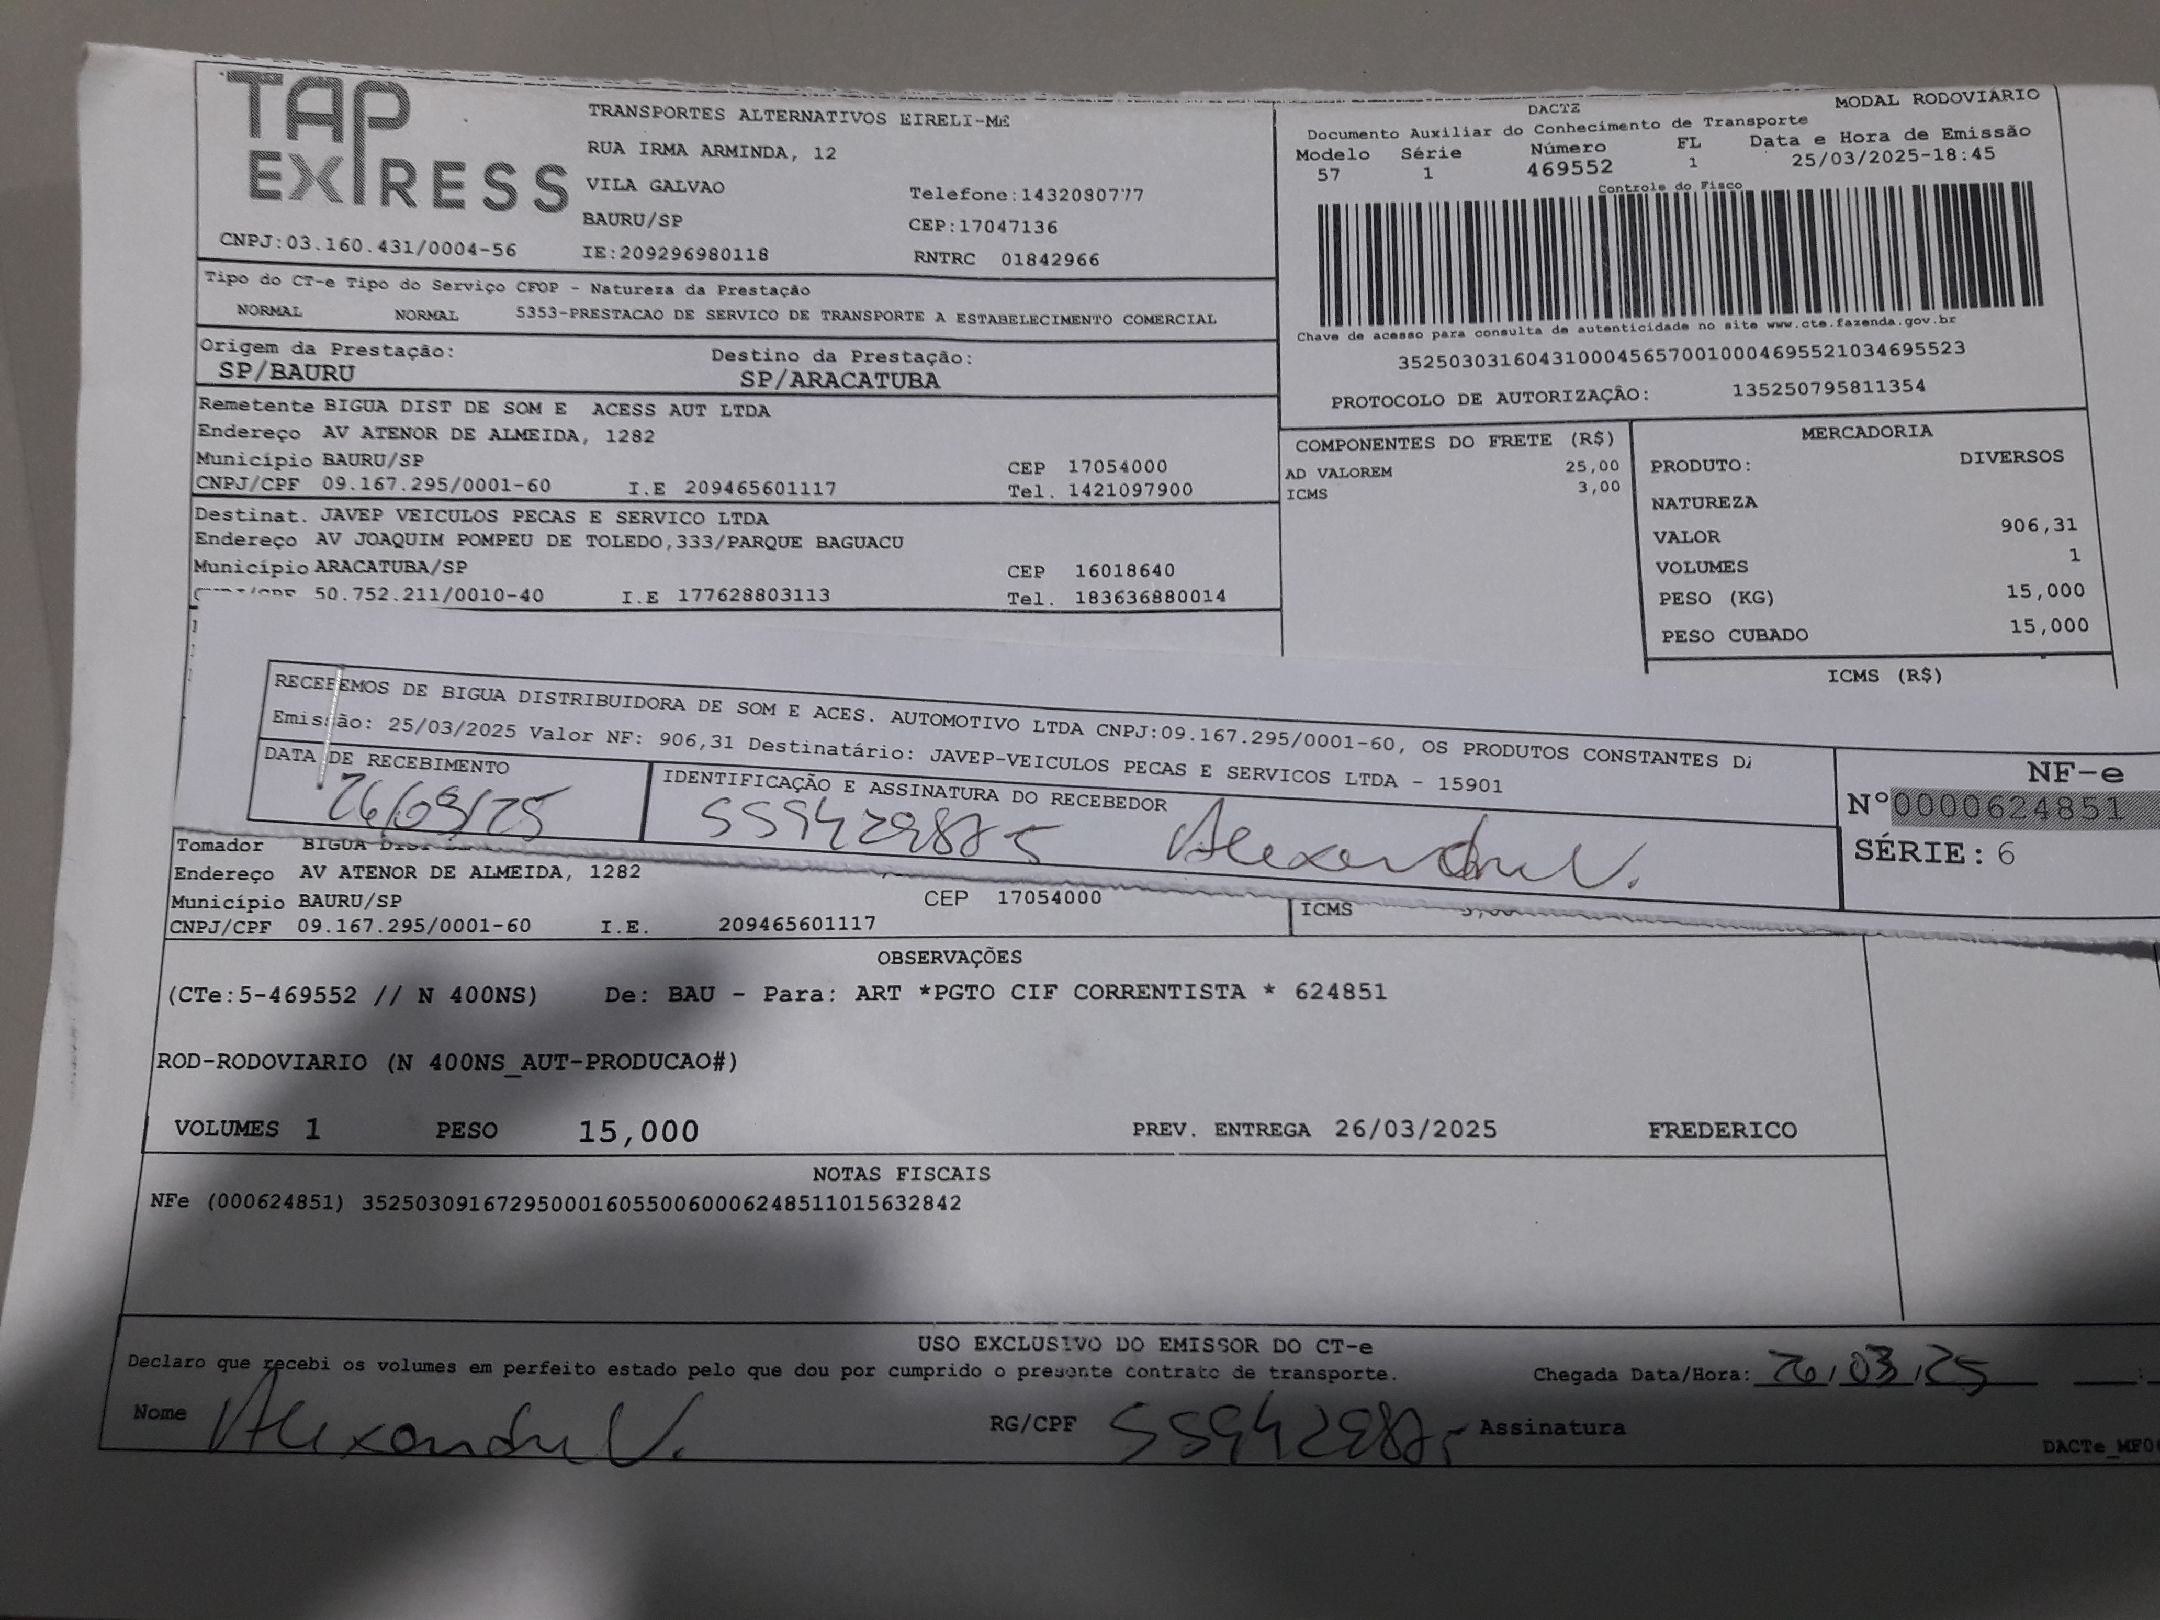 TAP EXPRESS
TRANSPORTES ALTERNATIVOS EIRELI-ME
RUA IRMA ARMINDA, 12
VILA GALVAO Telefone:1432080777
BAURU/SP CEP:17047136
CNPJ:03.160.431/0004-56 IE:209296980118 RNTRC 01842966
DACTE MODAL RODOVIÁRIO
Documento Auxiliar do Conhecimento de Transporte
Modelo Série Número FL Data e Hora de Emissão
57 1 469552 1 25/03/2025-18:45
Controle do Fisco
Chave de acesso para consulta de autenticidade no site www.cte.fazenda.gov.br
35250303160431000456570010004695521034695523
PROTOCOLO DE AUTORIZAÇÃO: 135250795811354
Tipo do CT-e Tipo do Serviço CFOP - Natureza da Prestação
NORMAL NORMAL 5353-PRESTACAO DE SERVICO DE TRANSPORTE A ESTABELECIMENTO COMERCIAL
Origem da Prestação: Destino da Prestação:
SP/BAURU SP/ARACATUBA
Remetente BIGUA DIST DE SOM E ACESS AUT LTDA
Endereço AV ATENOR DE ALMEIDA, 1282
Município BAURU/SP CEP 17054000
CNPJ/CPF 09.167.295/0001-60 I.E 209465601117 Tel. 1421097900
Destinat. JAVEP VEICULOS PECAS E SERVICO LTDA
Endereço AV JOAQUIM POMPEU DE TOLEDO,333/PARQUE BAGUACU
Município ARACATUBA/SP CEP 16018640
CNPJ/CPF 50.752.211/0010-40 I.E 177628803113 Tel. 183636880014
COMPONENTES DO FRETE (R$)
AD VALOREM 25,00
ICMS 3,00
MERCADORIA
PRODUTO: DIVERSOS
NATUREZA
VALOR 906,31
VOLUMES 1
PESO (KG) 15,000
PESO CUBADO 15,000
ICMS (R$)
RECEBEMOS DE BIGUA DISTRIBUIDORA DE SOM E ACES. AUTOMOTIVO LTDA CNPJ:09.167.295/0001-60, OS PRODUTOS CONSTANTES
Emissão: 25/03/2025 Valor NF: 906,31 Destinatário: JAVEP-VEICULOS PECAS E SERVICOS LTDA - 15901
DATA DE RECEBIMENTO IDENTIFICAÇÃO E ASSINATURA DO RECEBEDOR
26/03/25 Alexandre V.
NF-e
Nº0000624851
SÉRIE: 6
Tomador BIGUA DIST
Endereço AV ATENOR DE ALMEIDA, 1282
Município BAURU/SP CEP 17054000
CNPJ/CPF 09.167.295/0001-60 I.E. 209465601117
ICMS
OBSERVAÇÕES
(CTe:5-469552 // N 400NS) De: BAU - Para: ART *PGTO CIF CORRENTISTA * 624851
ROD-RODOVIARIO (N 400NS_AUT-PRODUCAO#)
VOLUMES 1 PESO 15,000 PREV. ENTREGA 26/03/2025 FREDERICO
NOTAS FISCAIS
NFe (000624851) 35250309167295000160550060006248511015632842
USO EXCLUSIVO DO EMISSOR DO CT-e
Declaro que recebi os volumes em perfeito estado pelo que dou por cumprido o presente contrato de transporte. Chegada Data/Hora: 26/03/25
Nome Alexandre V. RG/CPF Assinatura